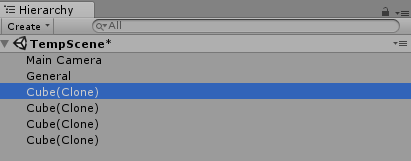 Hierarchy
Create
All
TempScene*
Main Camera
General
Cube(Clone)
Cube(Clone)
Cube(Clone)
Cube(Clone)